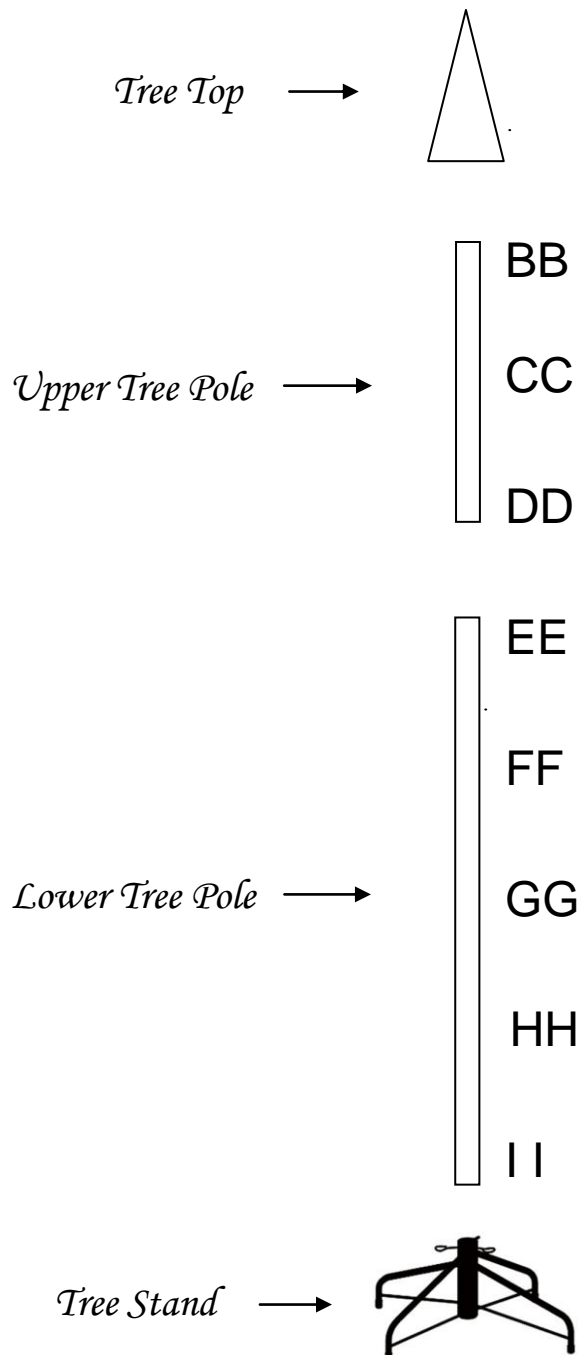 Tree Top
BB
CC
Upper Tree Pole
DD
EE
FF
GG
Lower Tree Pole
HH
I I
Tree Stand